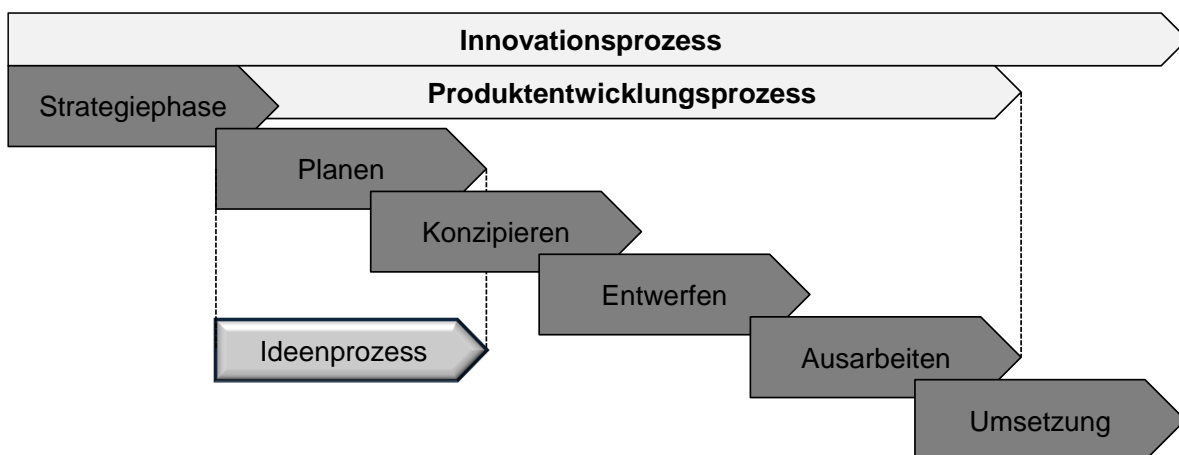 Innovationsprozess
Produktentwicklungsprozess
Strategiephase
Planen
Konzipieren
Entwerfen
Ideenprozess
Ausarbeiten
Umsetzung